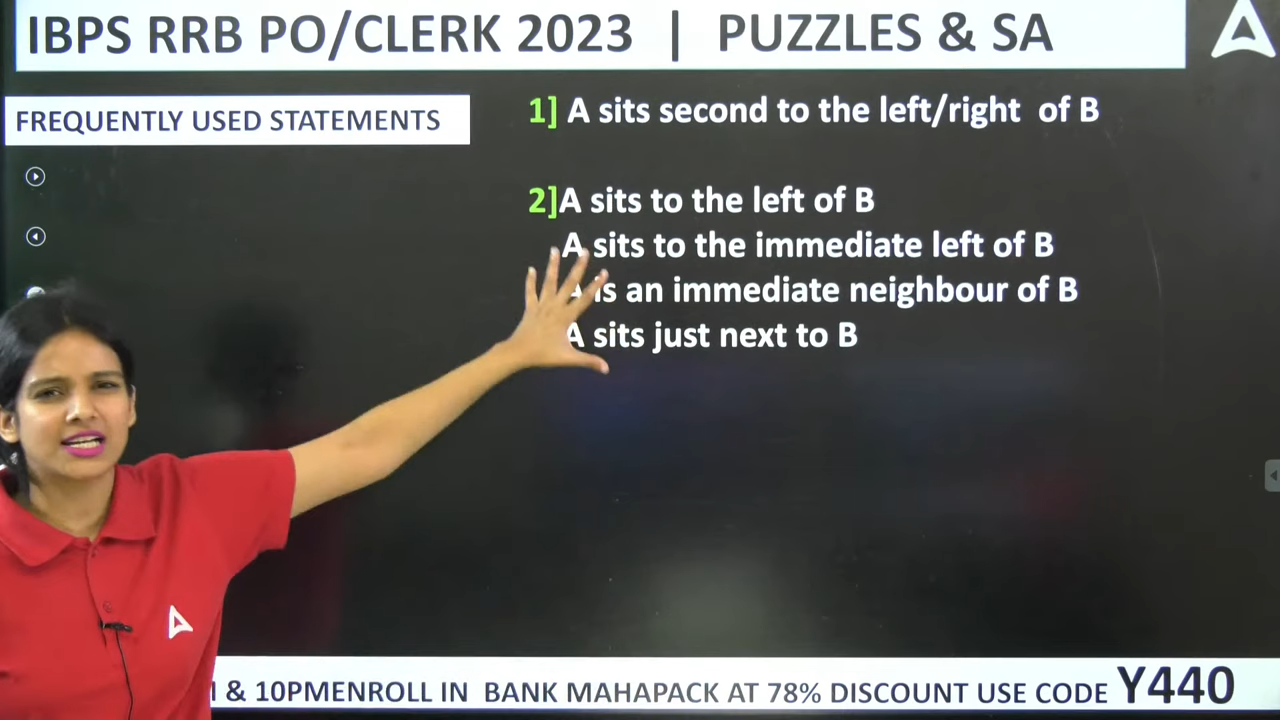 IBPS RRB PO/CLERK 2023 | PUZZLES & SA
FREQUENTLY USED STATEMENTS
1] A sits second to the left/right of B
2]A sits to the left of B
A sits to the immediate left of B
is an immediate neighbour of B
A sits just next to B
& 10PMENROLL IN BANK MAHAPACK AT 78% DISCOUNT USE CODE Y440